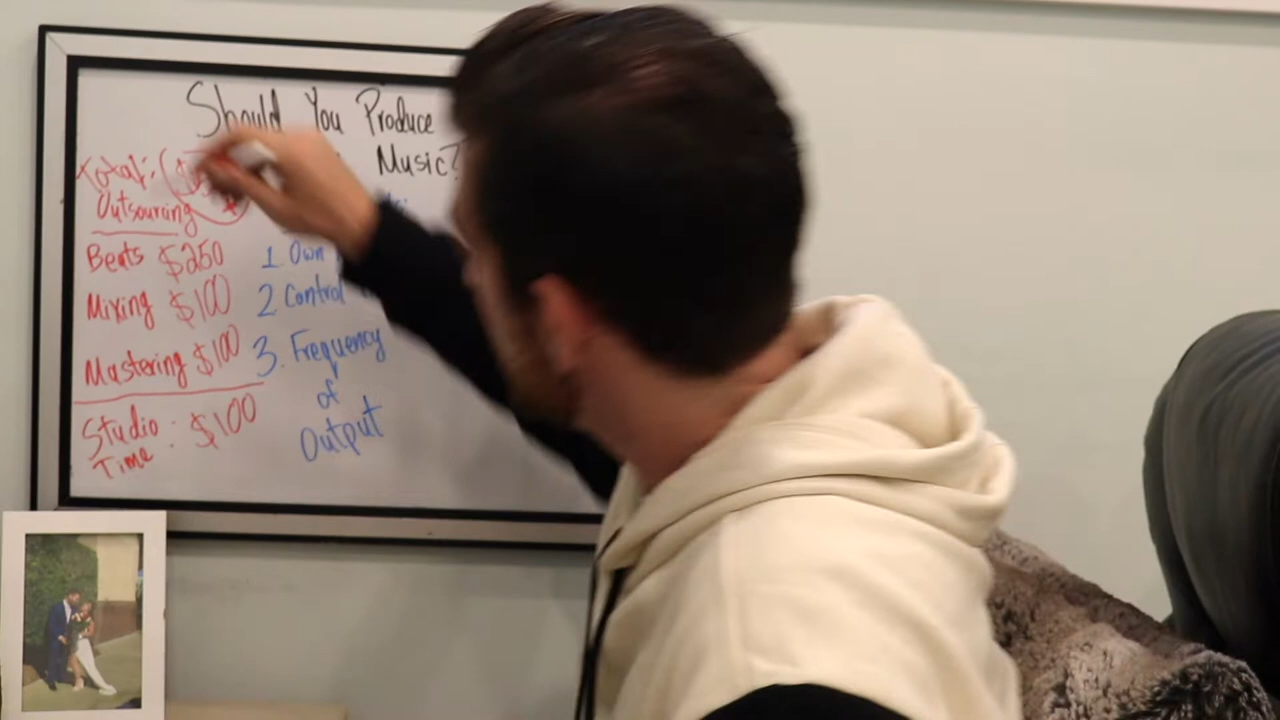 Should You Produce
Music?
Total:
Outsourcing
Beats $250
Mixing $100
Mastering $100
Studio : $100
Time
1. Own
2 Control
3. Frequency
of
Output